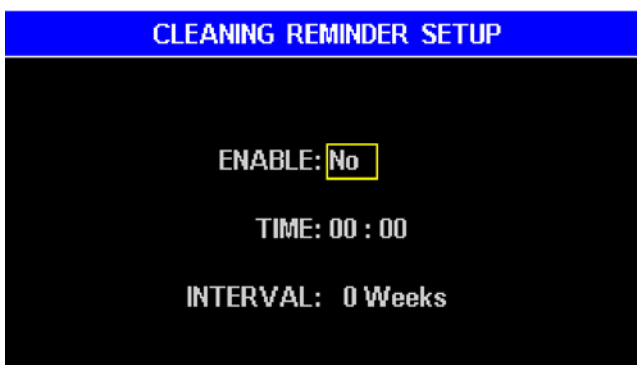 CLEANING REMINDER SETUP
ENABLE: No
TIME: 00 : 00
INTERVAL: 0 Weeks